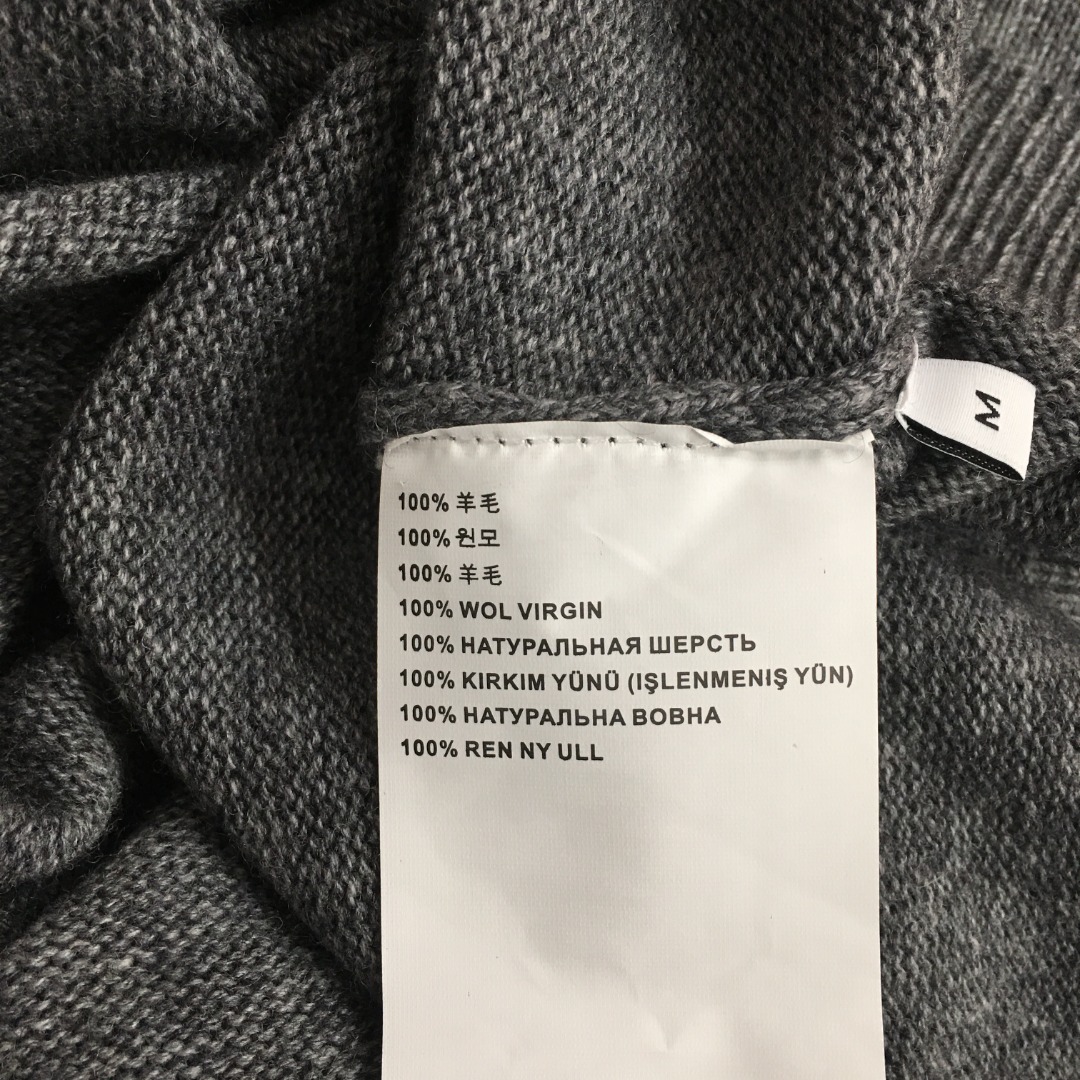 100% 羊毛
100% 원모
100% 羊毛
100% WOL VIRGIN
100% НАТУРАЛЬНАЯ ШЕРСТЬ
100% KIRKIM YÜNÜ (IŞLENMENIŞ YÜN)
100% НАТУРАЛЬНА ВОВНА
100% REN NY ULL
M